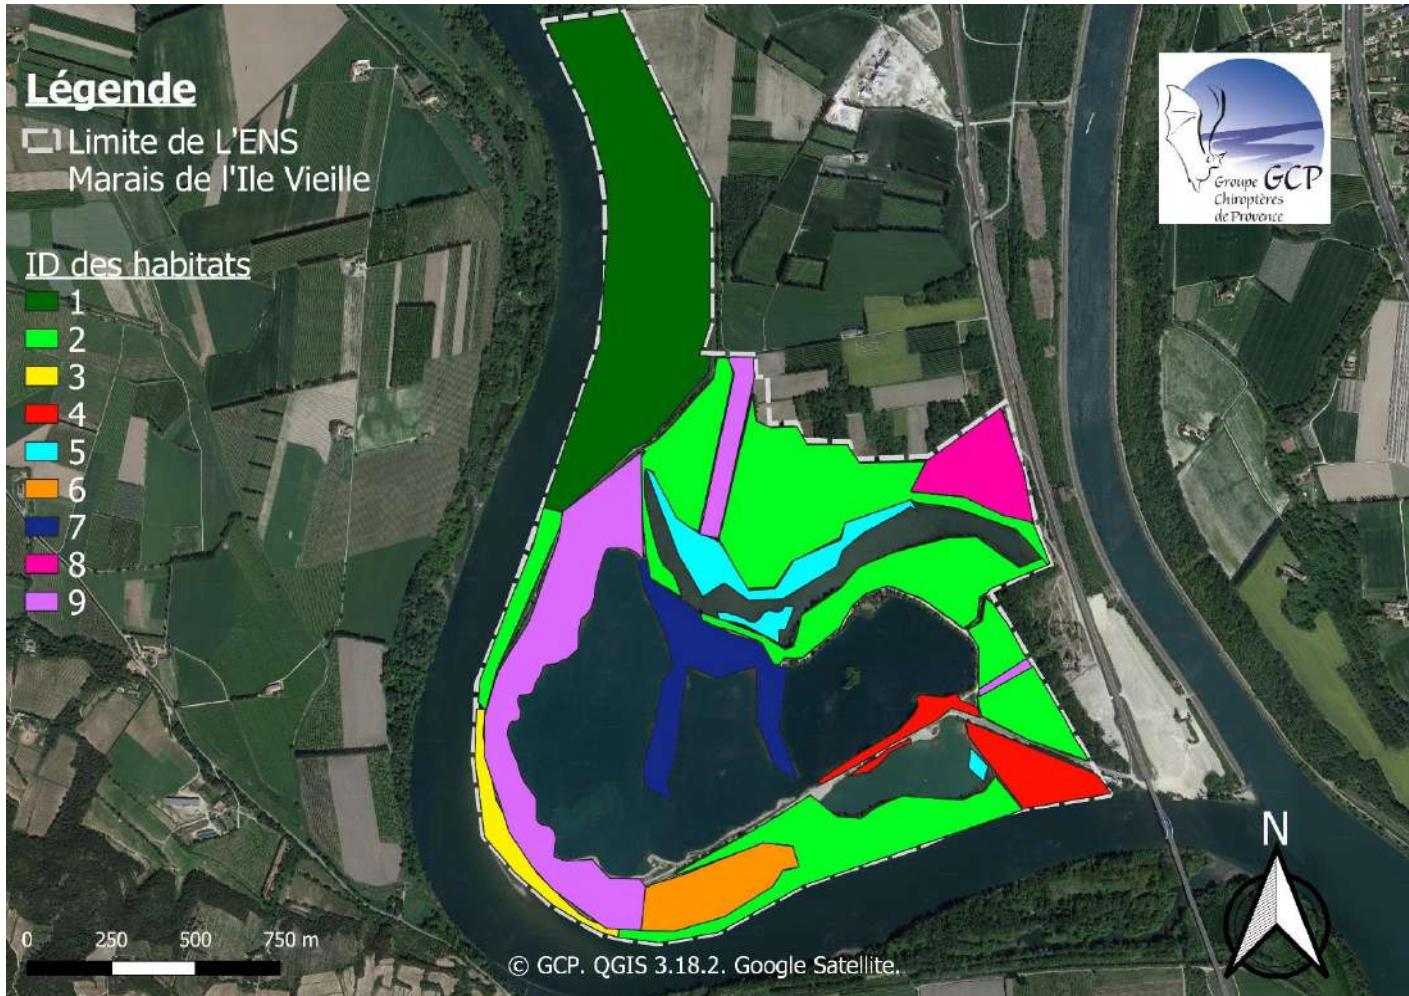 Légende
Limite de L'ENS
Marais de l'Ile Vieille
ID des habitats
1
2
3
4
5
6
7
8
9
Groupe GCP
Chiroptères
de Provence
N
0 250 500 750 m
© GCP. QGIS 3.18.2. Google Satellite.